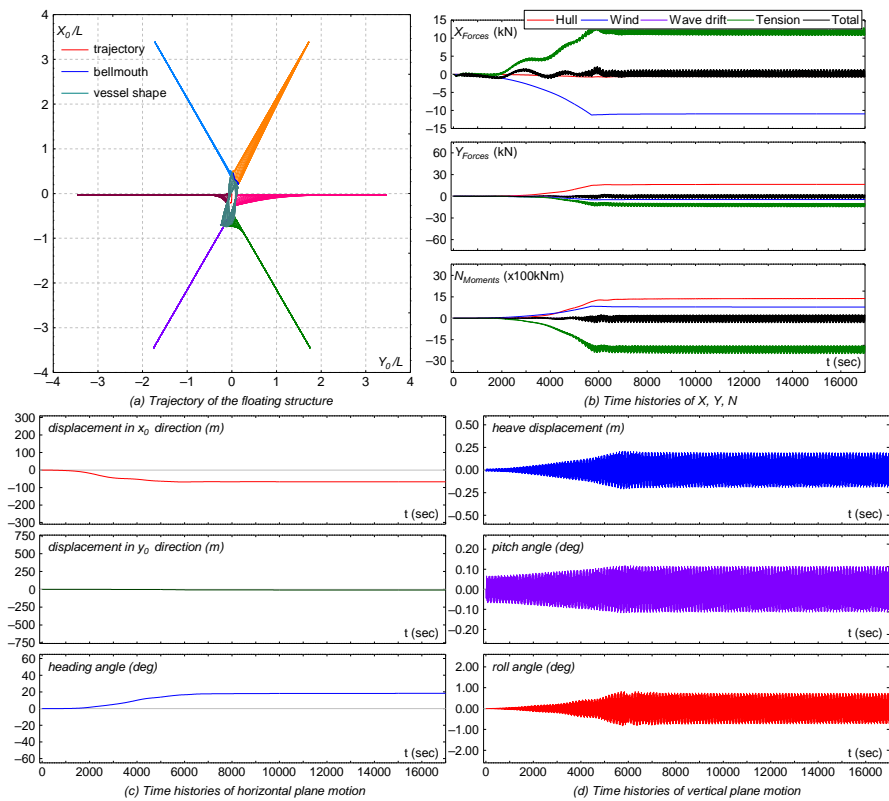 X0/L
trajectory
bellmouth
vessel shape
4
3
2
1
0
−1
−2
−3
−4
Y0/L
−4 −3 −2 −1 0 1 2 3 4
(a) Trajectory of the floating structure
Hull Wind Wave drift Tension Total
XForces (kN)
15
10
5
0
−5
−10
−15
YForces (kN)
60
30
0
−30
−60
NMoments (x100kNm)
30
15
0
−15
−30
t (sec)
0 2000 4000 6000 8000 10000 12000 14000 16000
(b) Time histories of X, Y, N
displacement in x0 direction (m)
300
200
100
0
−100
−200
−300
t (sec)
displacement in y0 direction (m)
750
500
250
0
−250
−500
−750
t (sec)
heading angle (deg)
60
40
20
0
−20
−40
−60
t (sec)
0 2000 4000 6000 8000 10000 12000 14000 16000
(c) Time histories of horizontal plane motion
heave displacement (m)
0.50
0.25
0.00
−0.25
−0.50
t (sec)
pitch angle (deg)
0.20
0.10
0.00
−0.10
−0.20
t (sec)
roll angle (deg)
2.00
1.00
0.00
−1.00
−2.00
t (sec)
0 2000 4000 6000 8000 10000 12000 14000 16000
(d) Time histories of vertical plane motion